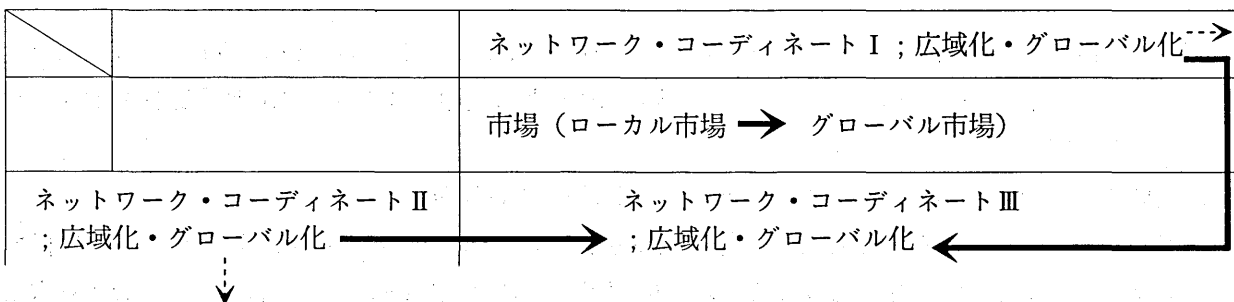 ネットワーク・コーディネートⅠ；広域化・グローバル化
市場（ローカル市場 → グローバル市場）
ネットワーク・コーディネートⅡ
；広域化・グローバル化
ネットワーク・コーディネートⅢ
；広域化・グローバル化